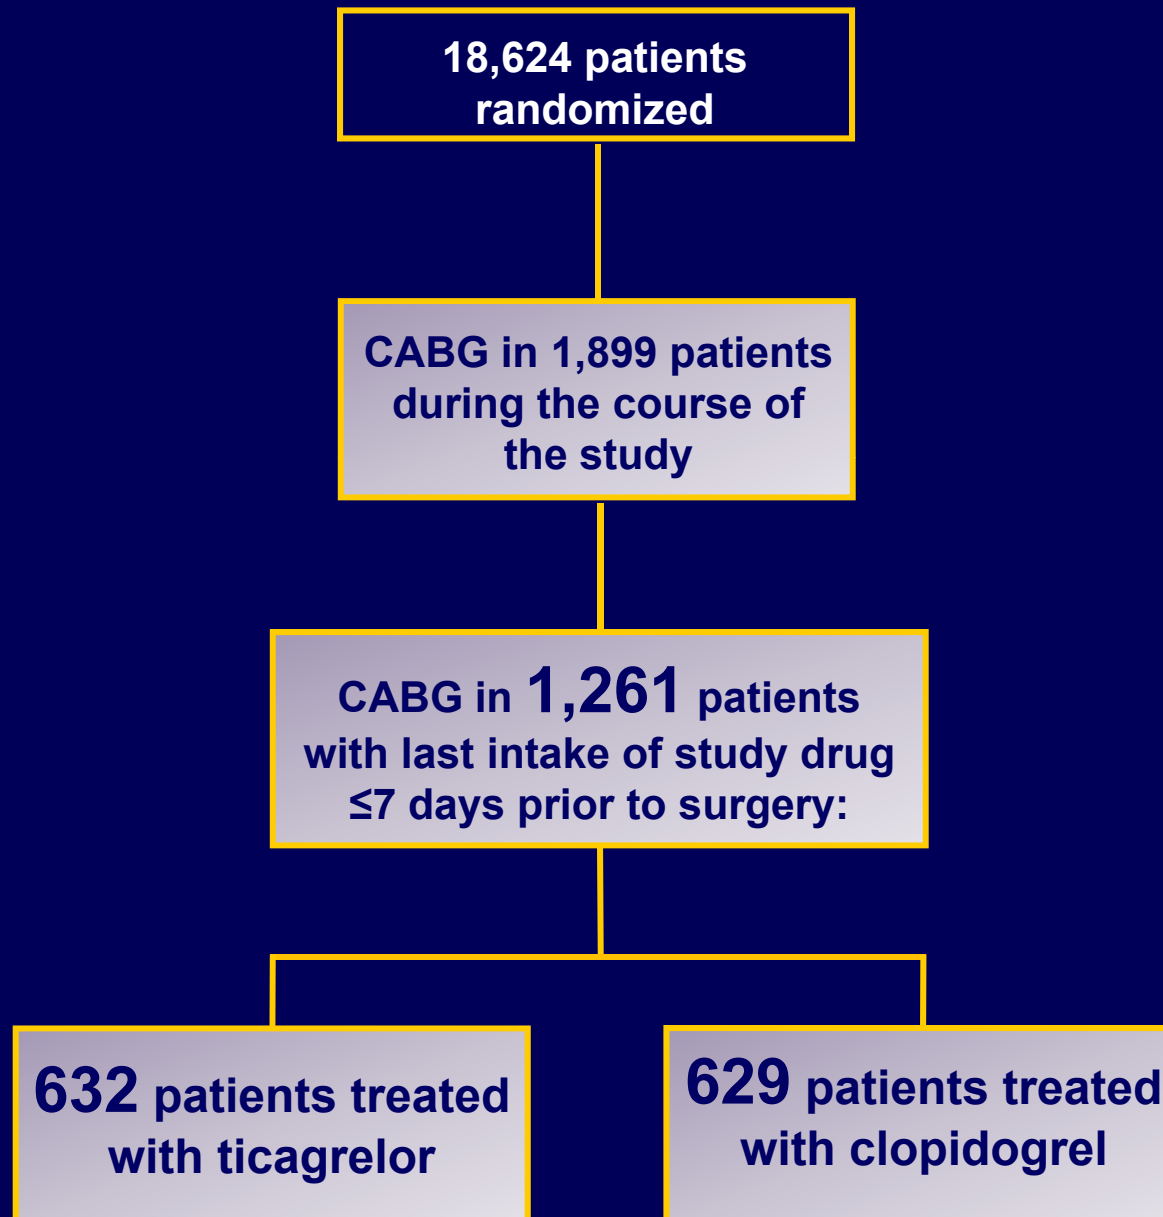 18,624 patients
randomized
CABG in 1,899 patients
during the course of
the study
CABG in 1,261 patients
with last intake of study drug
≤7 days prior to surgery:
632 patients treated
with ticagrelor
629 patients treated
with clopidogrel